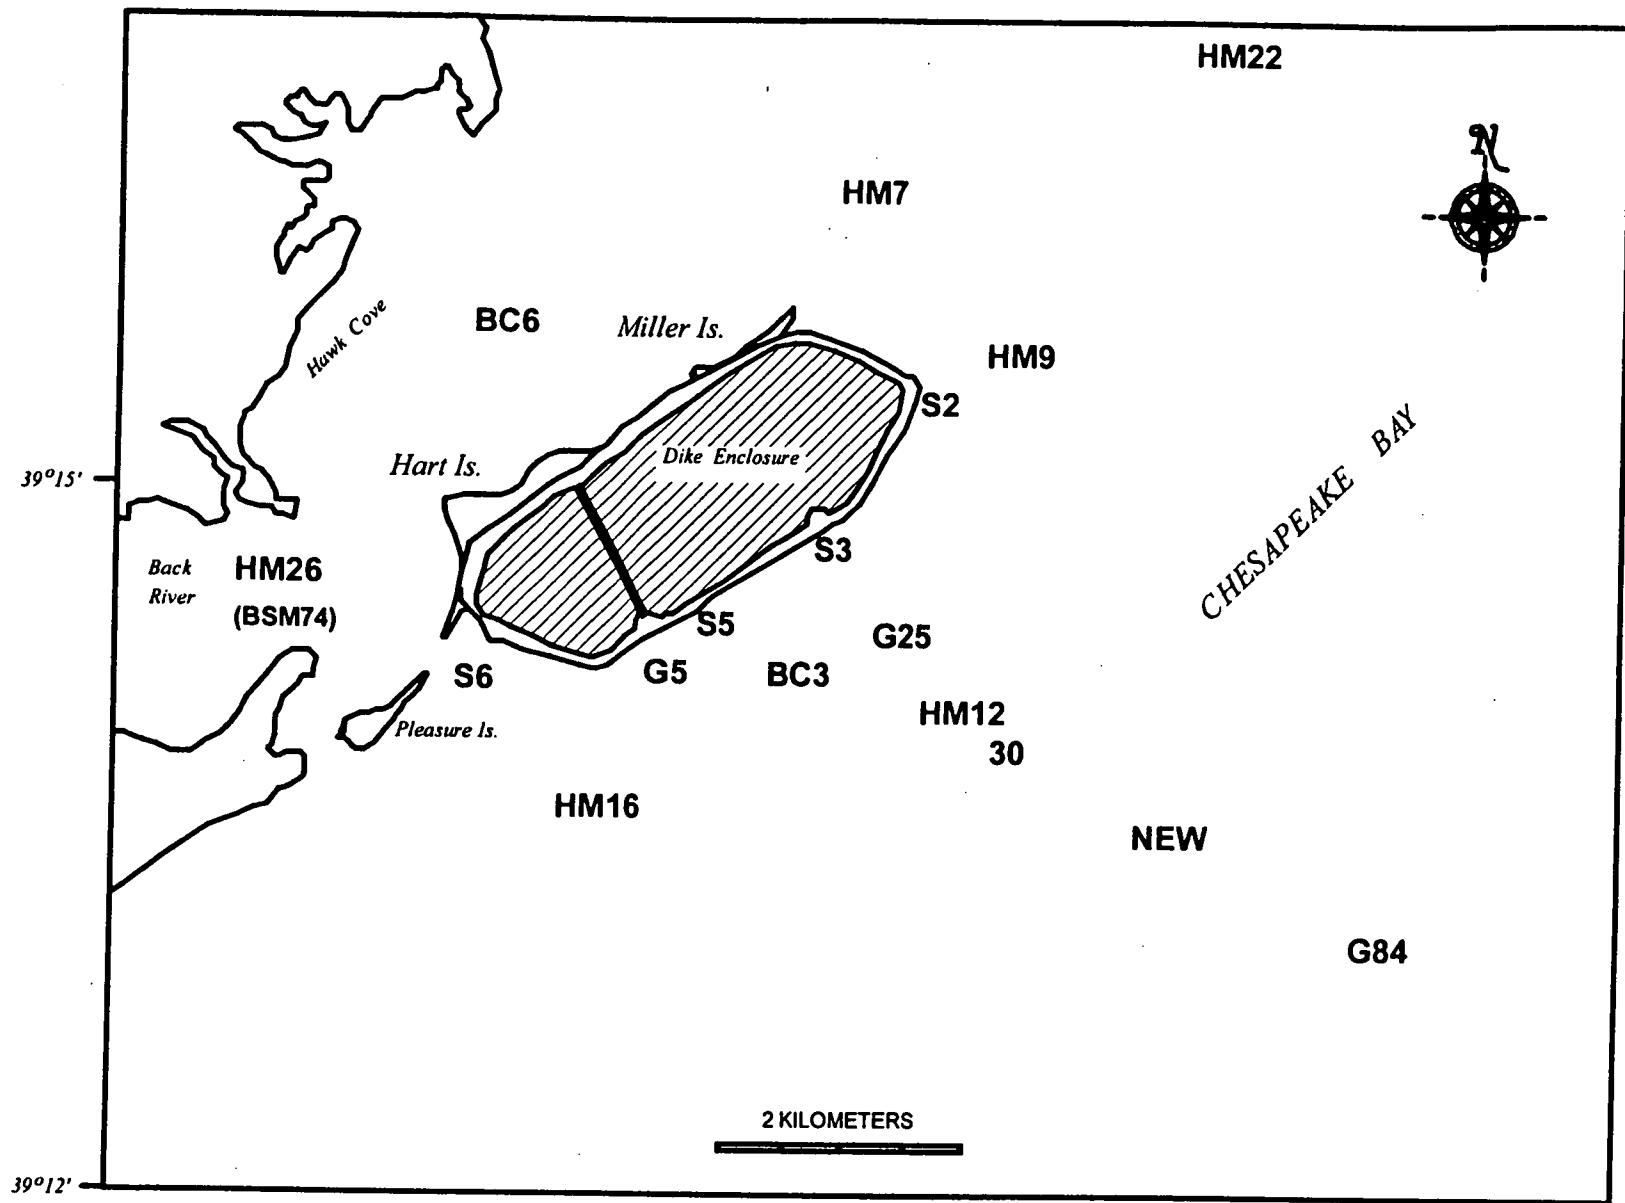 HM22
N
HM7
BC6
Miller Is.
Hawk Cove
HM9
S2
CHESAPEAKE BAY
Hart Is.
Dike Enclosure
39°15'
S3
Back
River
HM26
(BSM74)
S5
G25
S6
G5
BC3
HM12
Pleasure Is.
30
HM16
NEW
G84
2 KILOMETERS
39°12'